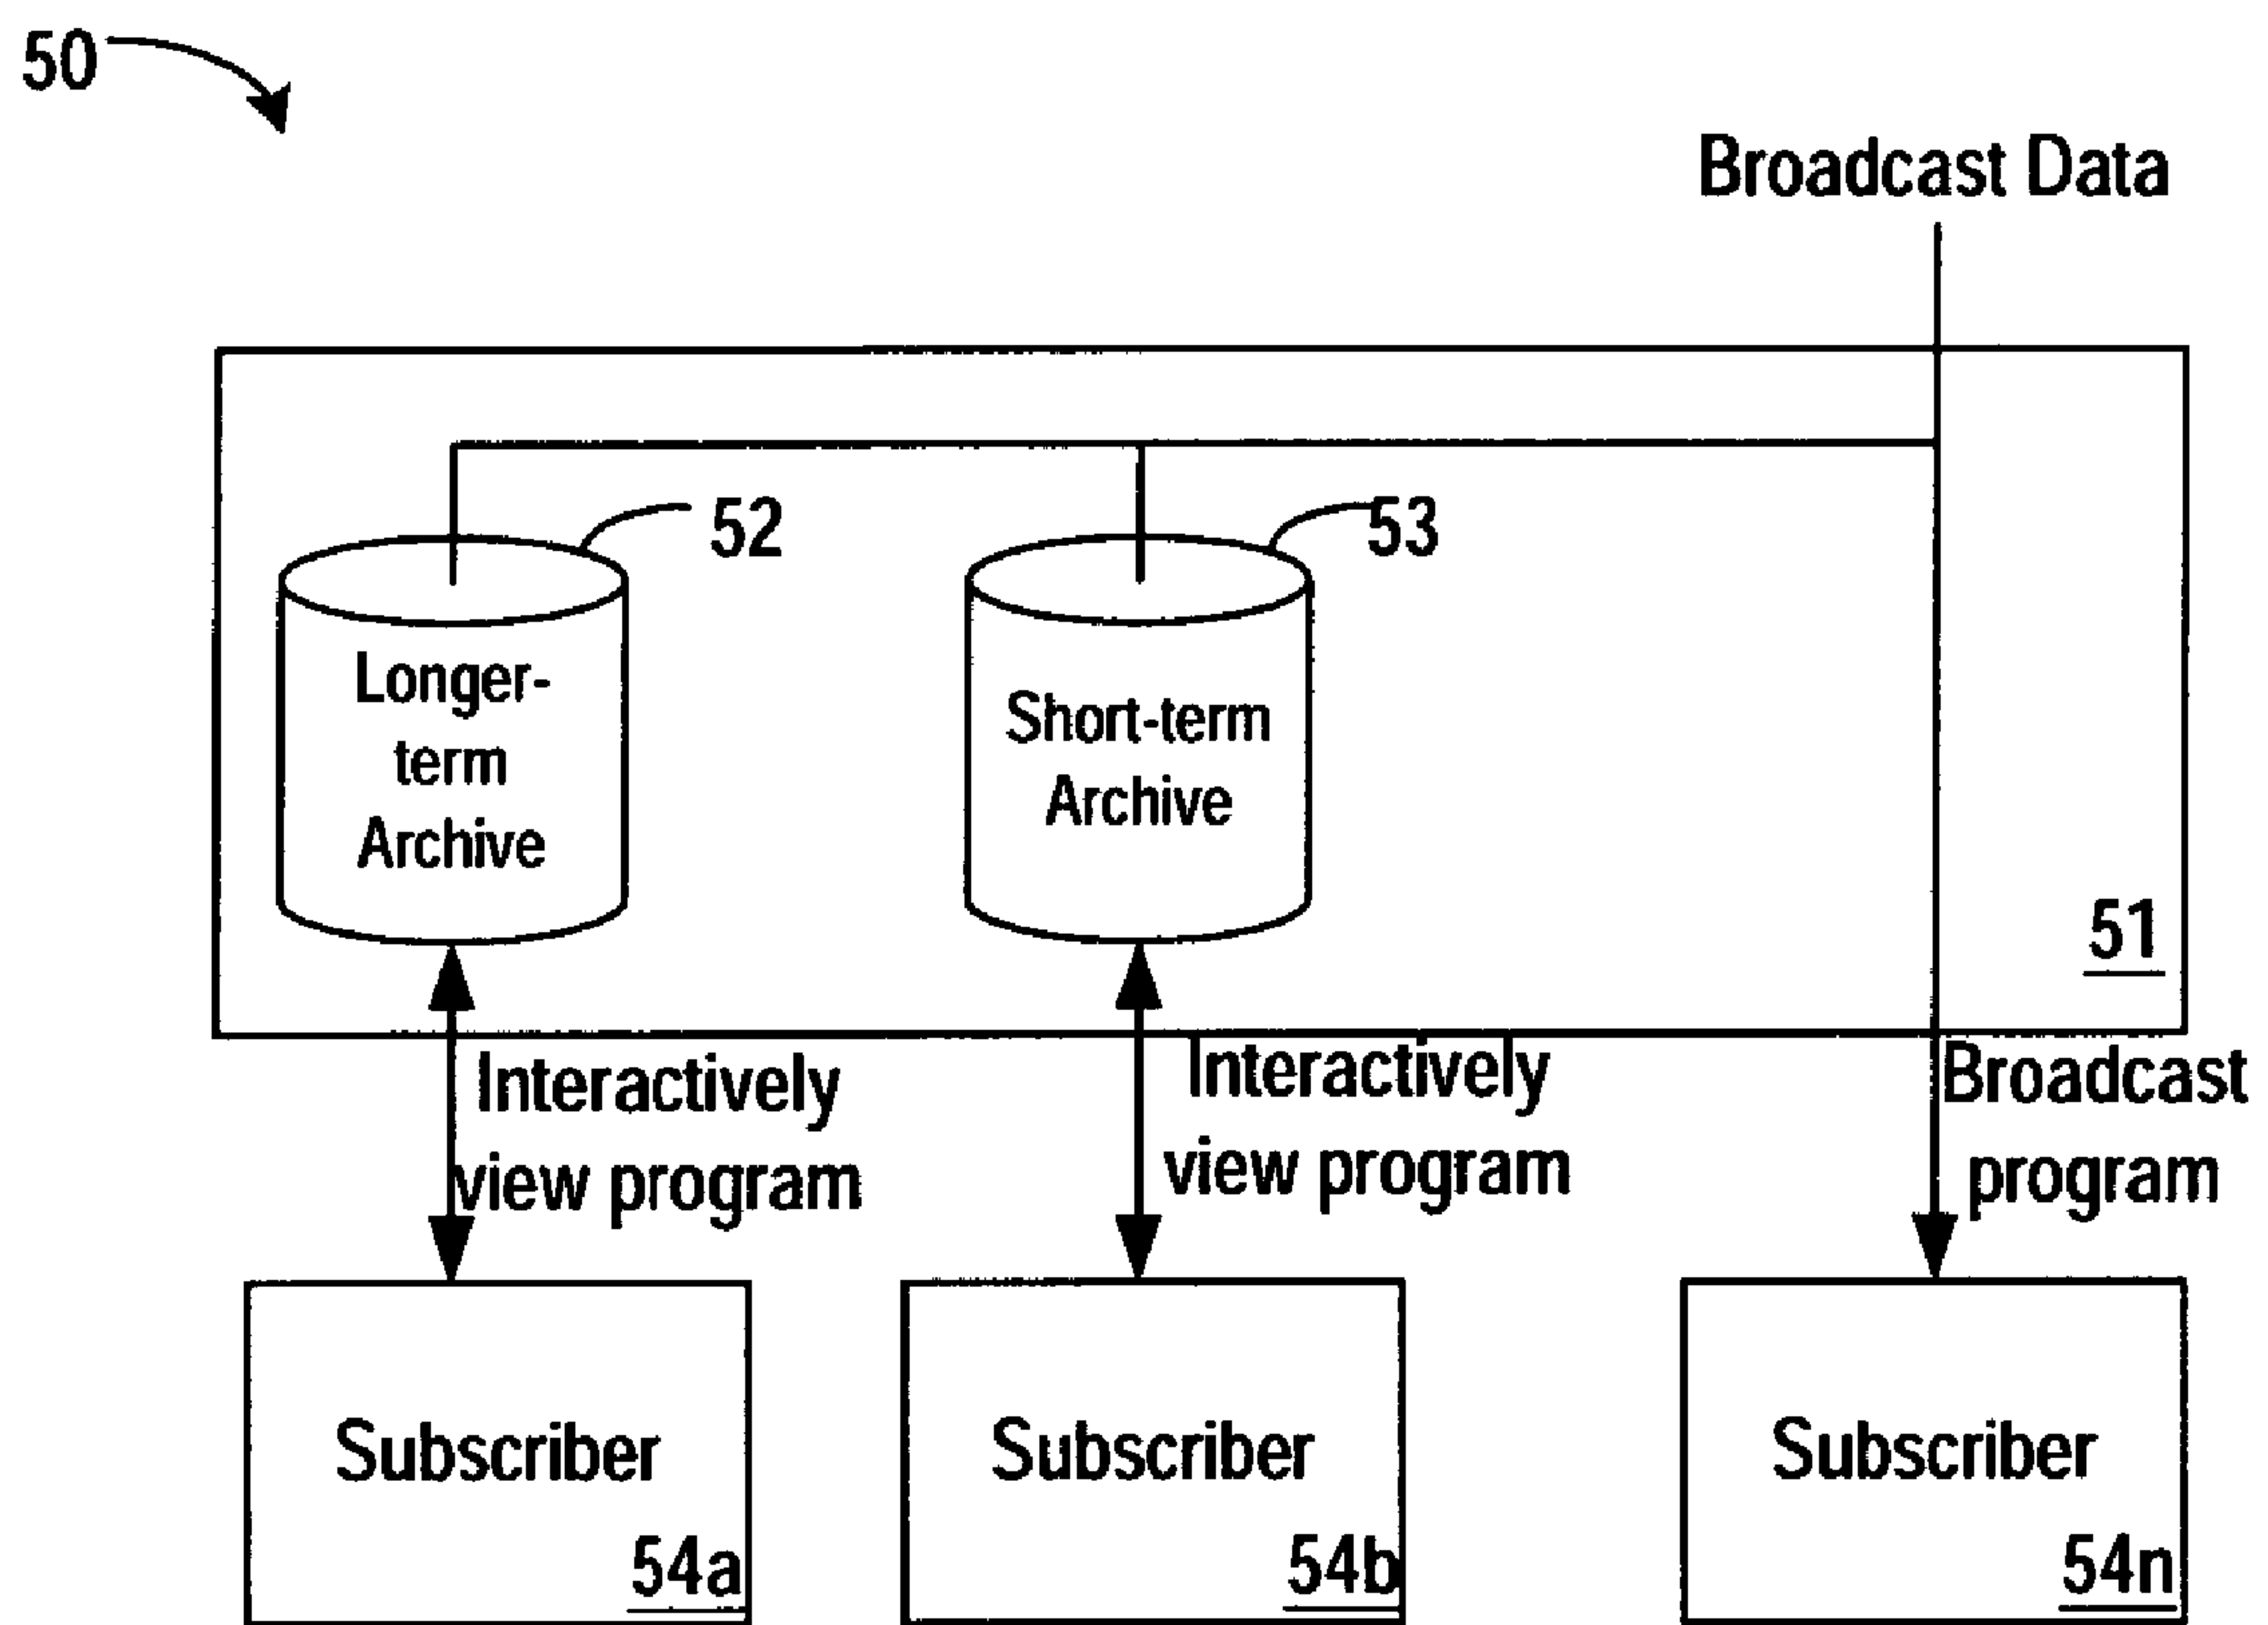 50
Broadcast Data
52
53
Longer-
term
Archive
Short-term
Archive
51
Interactively
view program
Interactively
view program
Broadcast
program
Subscriber
54a
Subscriber
54b
Subscriber
54n